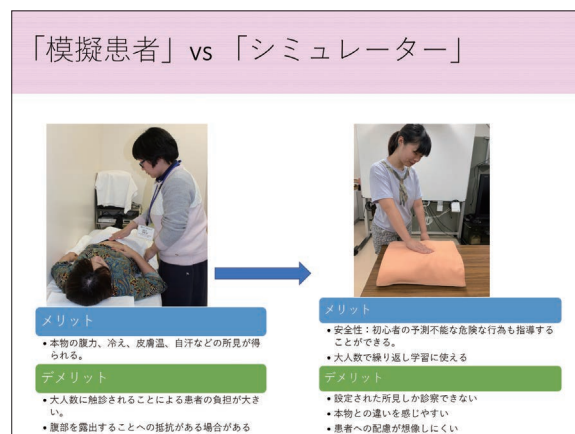 「模擬患者」vs「シミュレーター」
メリット
• 本物の腹力、冷え、皮膚温、自汗などの所見が得
られる。
デメリット
• 大人数に触診されることによる患者の負担が大き
い。
• 腹部を露出することへの抵抗がある場合がある
メリット
• 安全性：初心者の予測不能な危険な行為も指導する
ことができる。
• 大人数で繰り返し学習に使える
デメリット
• 設定された所見しか診察できない
• 本物との違いを感じやすい
• 患者への配慮が想像しにくい